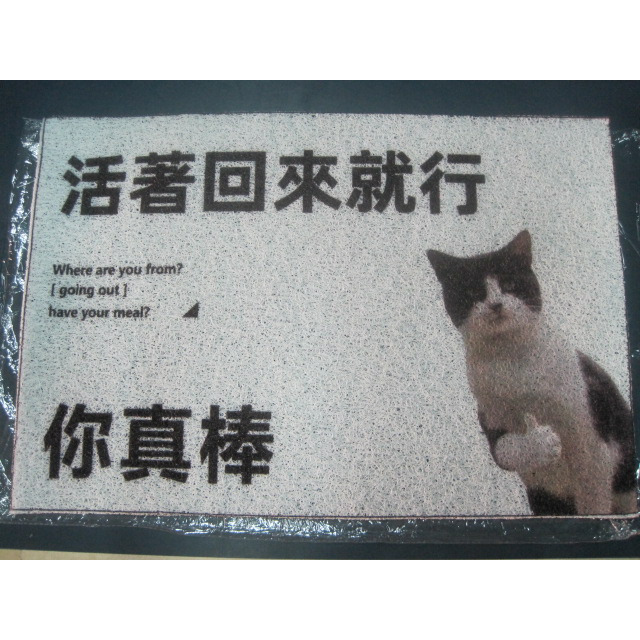 活著回來就行
Where are you from?
[ going out ]
have your meal?
你真棒